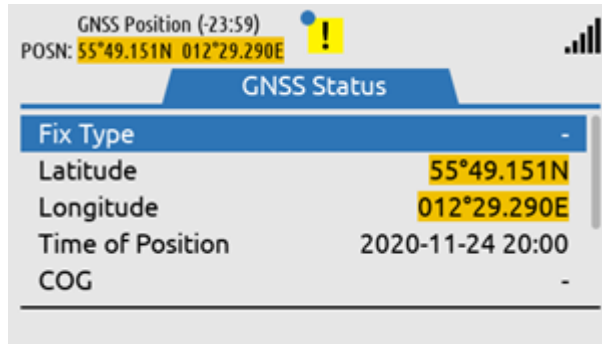 GNSS Position (-23:59)
POSN: 55°49.151N 012°29.290E
!
GNSS Status
Fix Type -
Latitude 55°49.151N
Longitude 012°29.290E
Time of Position 2020-11-24 20:00
COG -